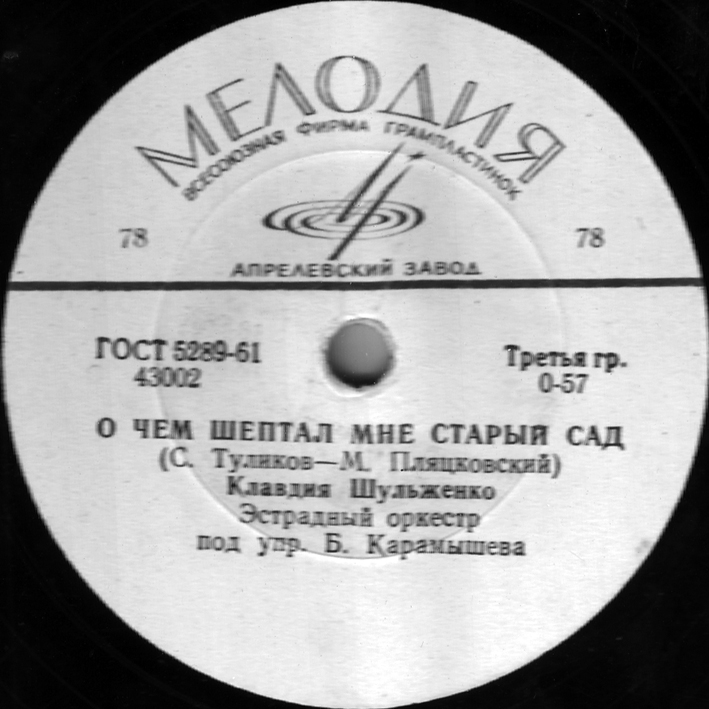 МЕЛОДИЯ
ВСЕСОЮЗНАЯ ФИРМА ГРАМПЛАСТИНОК
78 78
АПРЕЛЕВСКИЙ ЗАВОД
ГОСТ 5289-61 Третья гр.
43002 0-57
О ЧЕМ ШЕПТАЛ МНЕ СТАРЫЙ САД
(С. Туликов—М. Пляцковский)
Клавдия Шульженко
Эстрадный оркестр
под упр. Б. Карамышева